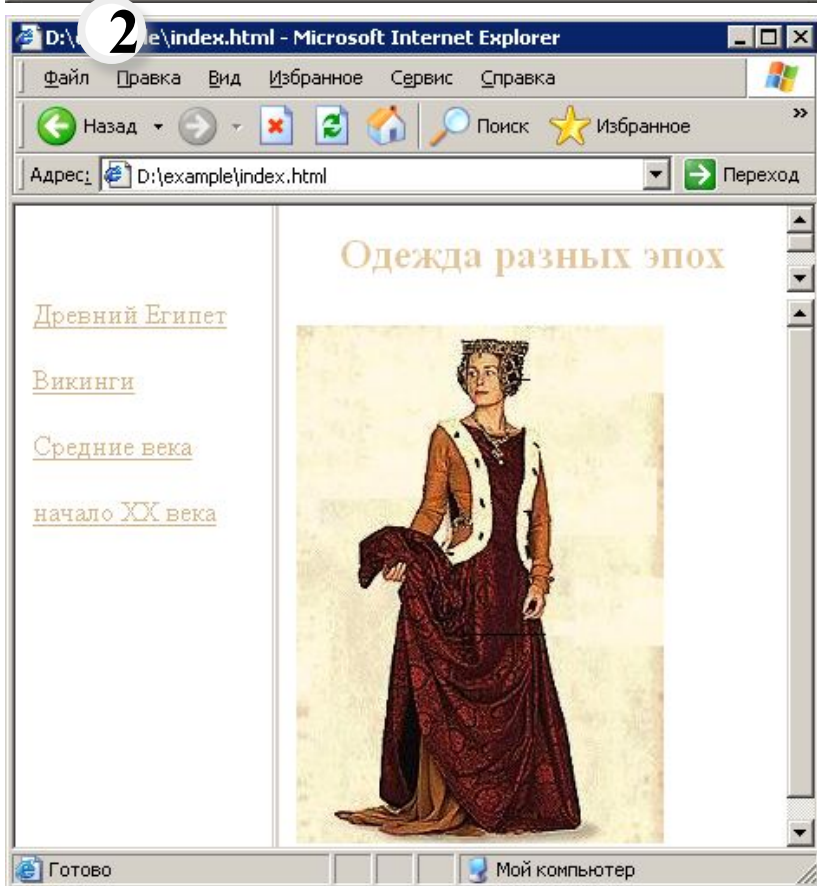 2
D:\ele\index.html - Microsoft Internet Explorer
Файл Правка Вид Избранное Сервис Справка
Назад Поиск Избранное »
Адрес: D:\example\index.html Переход
Одежда разных эпох
Древний Египет
Викинги
Средние века
начало XX века
Готово Мой компьютер